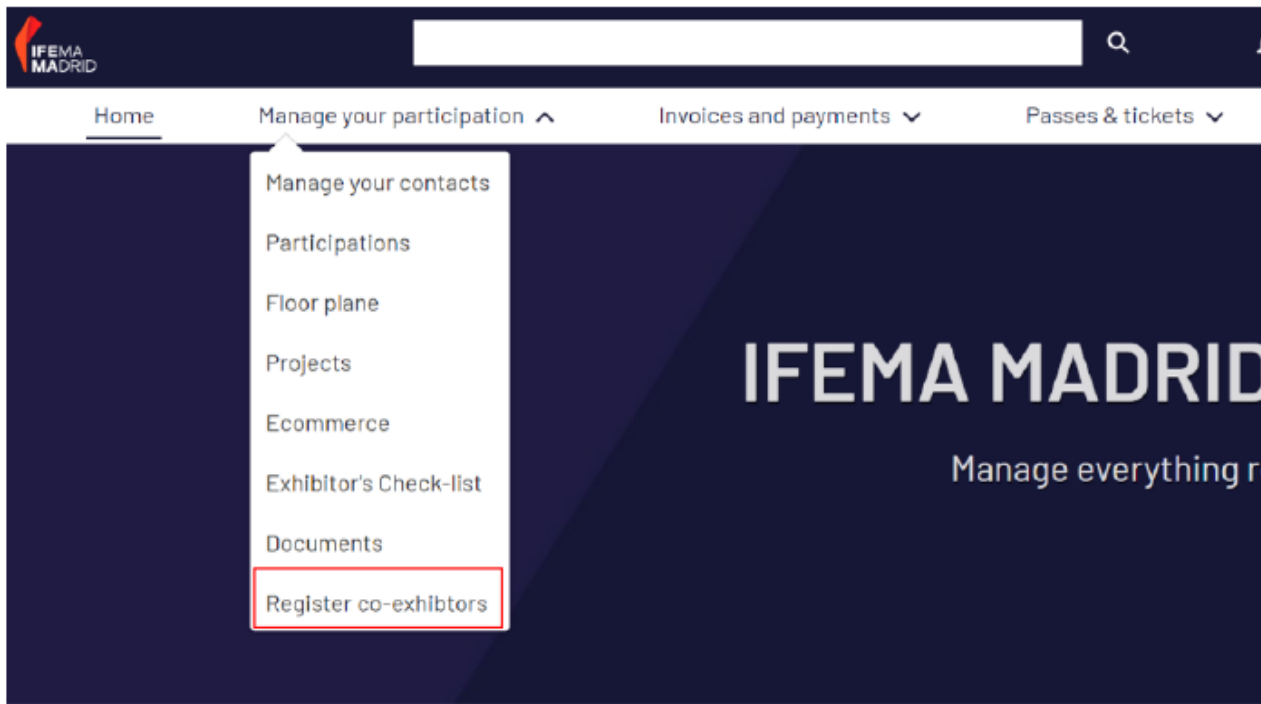 IFEMA
MADRID
Home
Manage your participation
Invoices and payments
Passes & tickets
Manage your contacts
Participations
Floor plane
Projects
Ecommerce
Exhibitor's Check-list
Documents
Register co-exhibtors
IFEMA MADRID
Manage everything r